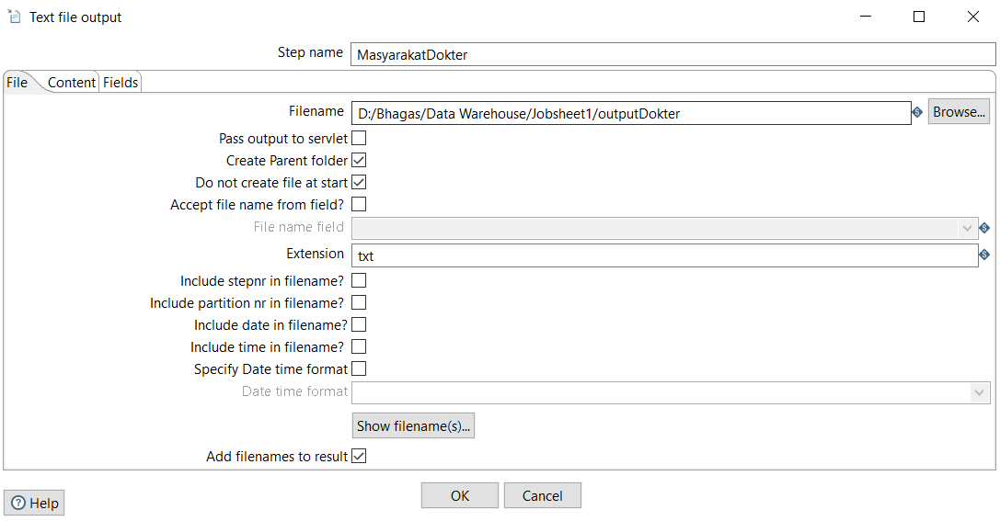 Text file output
Step name MasyarakatDokter
File Content Fields
Filename D:/Bhagas/Data Warehouse/Jobsheet1/outputDokter Browse...
Pass output to servlet
Create Parent folder
Do not create file at start
Accept file name from field?
File name field
Extension txt
Include stepnr in filename?
Include partition nr in filename?
Include date in filename?
Include time in filename?
Specify Date time format
Date time format
Show filename(s)...
Add filenames to result
OK Cancel
Help